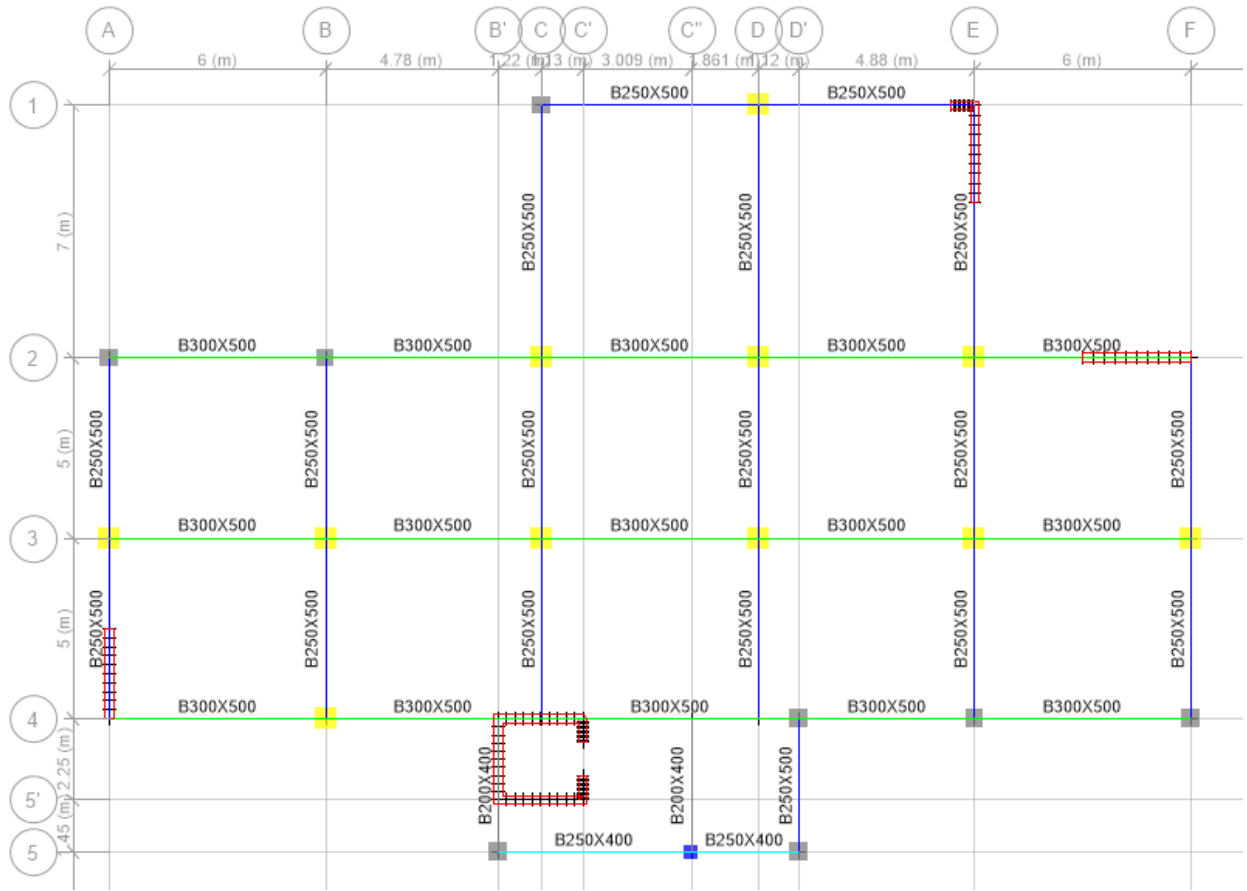 A B B' C C' C'' D D' E F
6 (m) 4.78 (m) 1.22 (m) 3.009 (m) 1.861 (m) 4.88 (m) 6 (m)
1 B250X500 B250X500
7 (m) B250X500 B250X500 B250X500
2 B300X500 B300X500 B300X500 B300X500 B300X500
5 (m) B250X500 B250X500 B250X500 B250X500 B250X500 B250X500
3 B300X500 B300X500 B300X500 B300X500 B300X500
5 (m) B250X500 B250X500 B250X500 B250X500 B250X500 B250X500
4 B300X500 B300X500 B300X500 B300X500 B300X500
2.25 (m) B200X400 B200X400 B250X500
5'
B250X400 B250X400
5